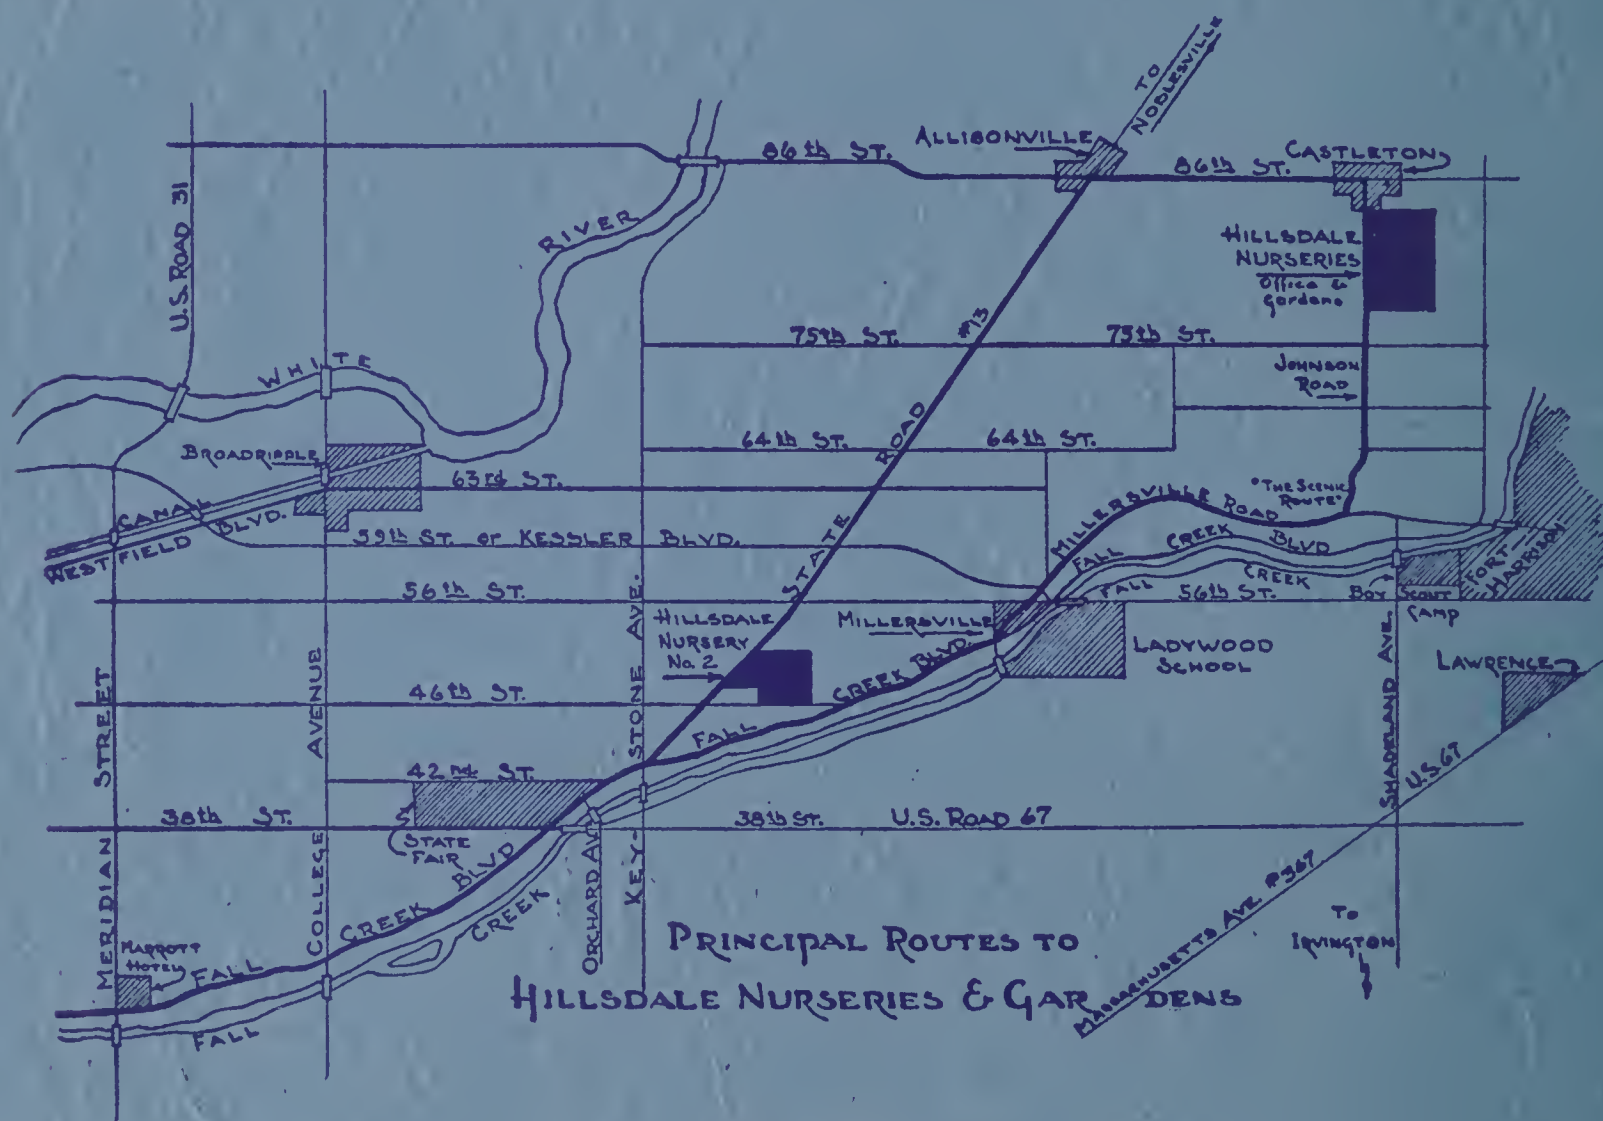 TO
NOBLESVILLE
ALLISONVILLE
86th ST.
86th ST.
CASTLETON
U.S. ROAD 31
RIVER
HILLSDALE
NURSERIES
Office &
Gardens
#13
75th ST.
75th ST.
WHITE
JOHNSON
ROAD
STATE ROAD
64th ST.
64th ST.
BROADRIPPLE
63rd ST.
"THE SCENIC
ROUTE"
MILLERSVILLE ROAD
CANAL
WESTFIELD BLVD.
59th ST. or KESSLER BLVD.
FALL CREEK BLVD
FALL CREEK
FORT
HARRISON
56th ST.
56th ST.
BOY SCOUT
CAMP
HILLSDALE
NURSERY
No. 2
MILLERSVILLE
LADYWOOD
SCHOOL
LAWRENCE
46th ST.
FALL CREEK BLVD.
MERIDIAN STREET
COLLEGE AVENUE
KEY-STONE AVE.
SHADELAND AVE.
U.S. 67
42nd ST.
38th ST.
38th ST.
U.S. ROAD 67
STATE
FAIR
ORCHARD AV.
FALL CREEK BLVD
FALL CREEK
MARROTT
HOTEL
MASSACHUSETTS AVE. #367
TO
IRVINGTON
PRINCIPAL ROUTES TO
HILLSDALE NURSERIES & GARDENS